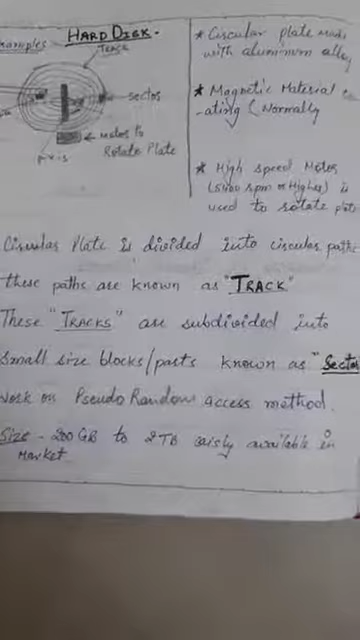 HARD DISK -
Examples
TRACK
sector
motor to
Rotate Plate
Axis
* Circular plate made
with aluminium alloy
* Magnetic Material
ating (Normally
* High speed Motor
(5400 rpm or Higher) is
used to rotate plate
Circular Plate is divided into circular paths
these paths are known as "TRACK"
These "TRACKS" are subdivided into
small size blocks/parts known as "Sector
Work on Pseudo Random access method.
Size - 200 GB to 2TB easily available in
Market